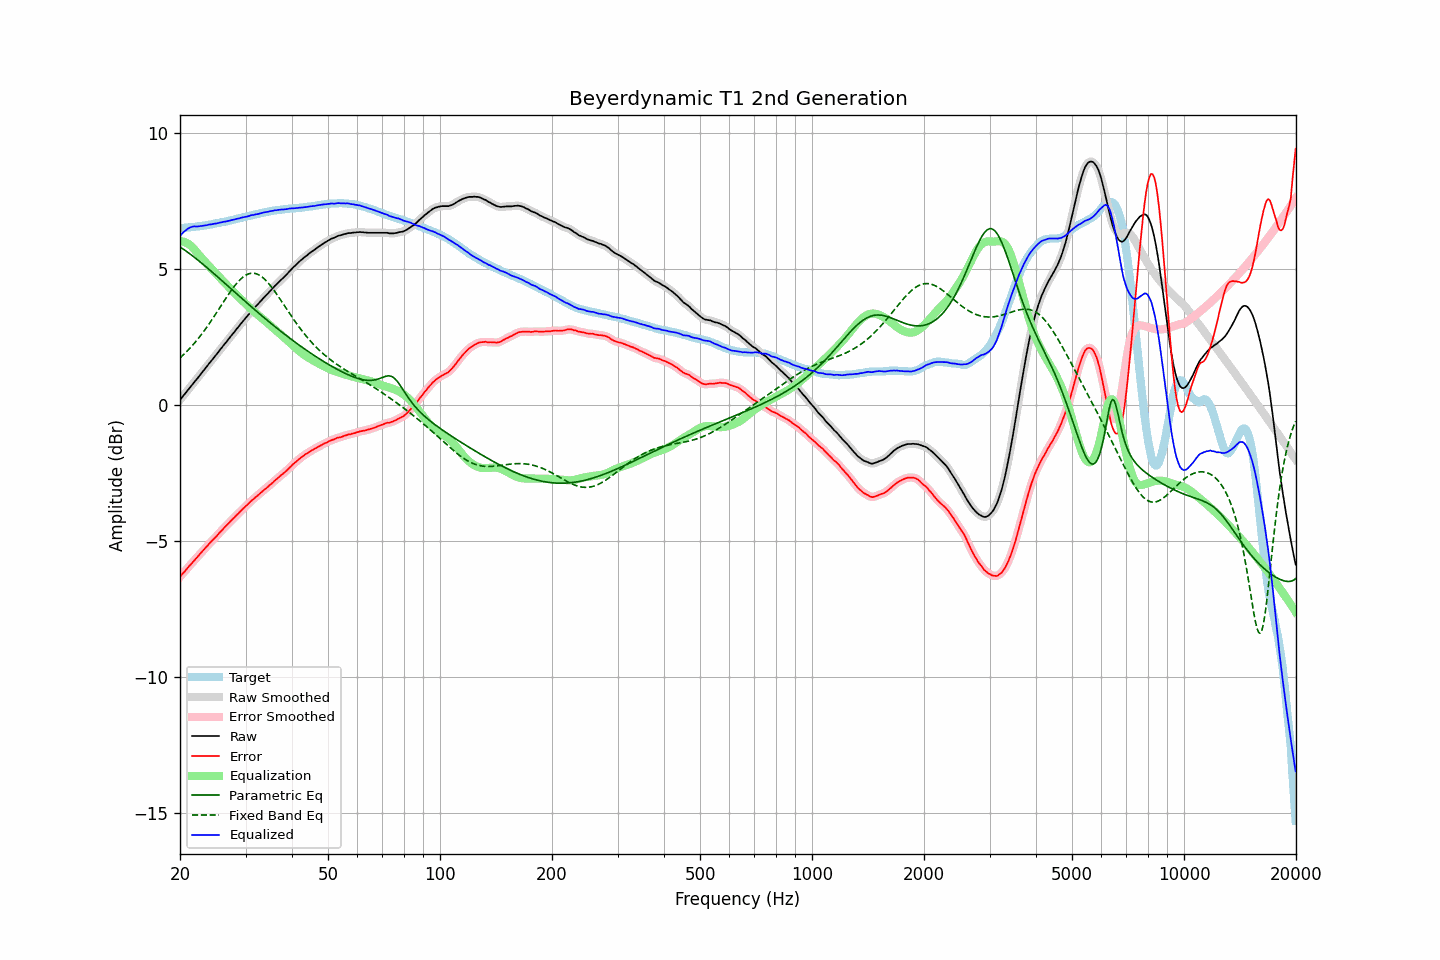 Beyerdynamic T1 2nd Generation
10
5
0
−5
−10
−15
Amplitude (dBr)
Target
Raw Smoothed
Error Smoothed
Raw
Error
Equalization
Parametric Eq
Fixed Band Eq
Equalized
20 50 100 200 500 1000 2000 5000 10000 20000
Frequency (Hz)